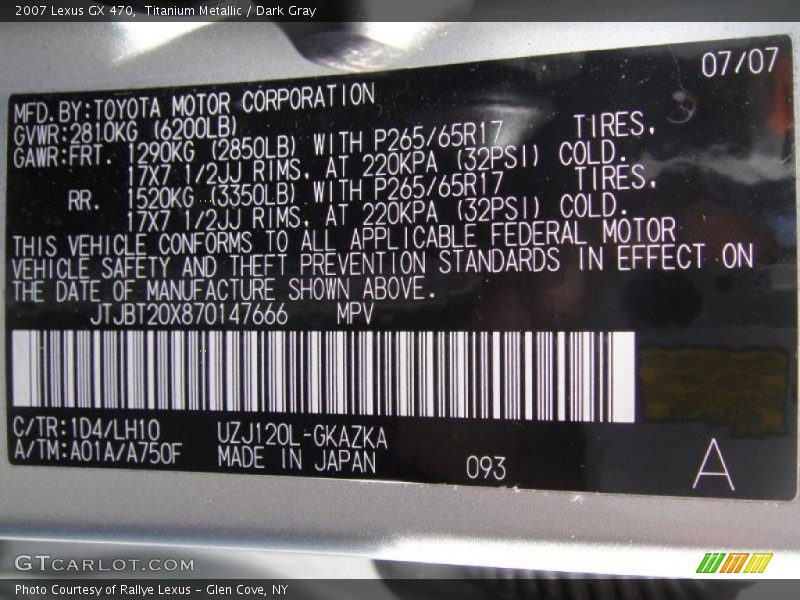 2007 Lexus GX 470, Titanium Metallic / Dark Gray
07/07
MFD.BY:TOYOTA MOTOR CORPORATION
GVWR:2810KG (6200LB)
GAWR:FRT. 1290KG (2850LB) WITH P265/65R17 TIRES,
17X7 1/2JJ RIMS, AT 220KPA (32PSI) COLD.
RR. 1520KG (3350LB) WITH P265/65R17 TIRES,
17X7 1/2JJ RIMS, AT 220KPA (32PSI) COLD.
THIS VEHICLE CONFORMS TO ALL APPLICABLE FEDERAL MOTOR
VEHICLE SAFETY AND THEFT PREVENTION STANDARDS IN EFFECT ON
THE DATE OF MANUFACTURE SHOWN ABOVE.
JTJBT20X870147666 MPV
C/TR:1D4/LH10 UZJ120L-GKAZKA
A/TM:A01A/A750F MADE IN JAPAN 093 A
GTCARLOT.COM
Photo Courtesy of Rallye Lexus - Glen Cove, NY